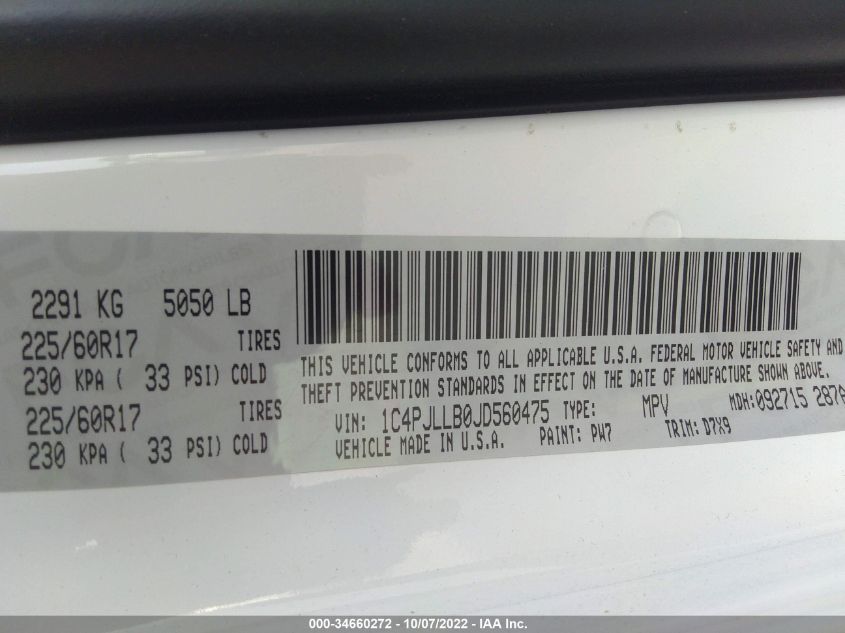 2291 KG 5050 LB
225/60R17 TIRES
230 KPA ( 33 PSI) COLD
225/60R17 TIRES
230 KPA ( 33 PSI) COLD
THIS VEHICLE CONFORMS TO ALL APPLICABLE U.S.A. FEDERAL MOTOR VEHICLE SAFETY AND
THEFT PREVENTION STANDARDS IN EFFECT ON THE DATE OF MANUFACTURE SHOWN ABOVE.
VIN: 1C4PJLLB0JD560475 TYPE: MPV MDH:092715 287A
VEHICLE MADE IN U.S.A. PAINT: PW7 TRIM: D7X9
000-34660272 - 10/07/2022 - IAA Inc.